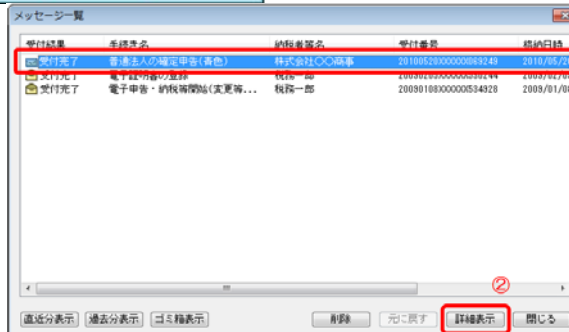 メッセージ一覧
受付結果 手続き名 納税者等名 受付番号 格納日時
受付完了 普通法人の確定申告(青色) 株式会社〇〇商事 2010/05/20
受付完了 電子証明書の登録 税務一郎
受付完了 電子申告・納税等開始(変更等... 税務一郎 2009/01/08
②
直近分表示 過去分表示 ゴミ箱表示 削除 元に戻す 詳細表示 閉じる